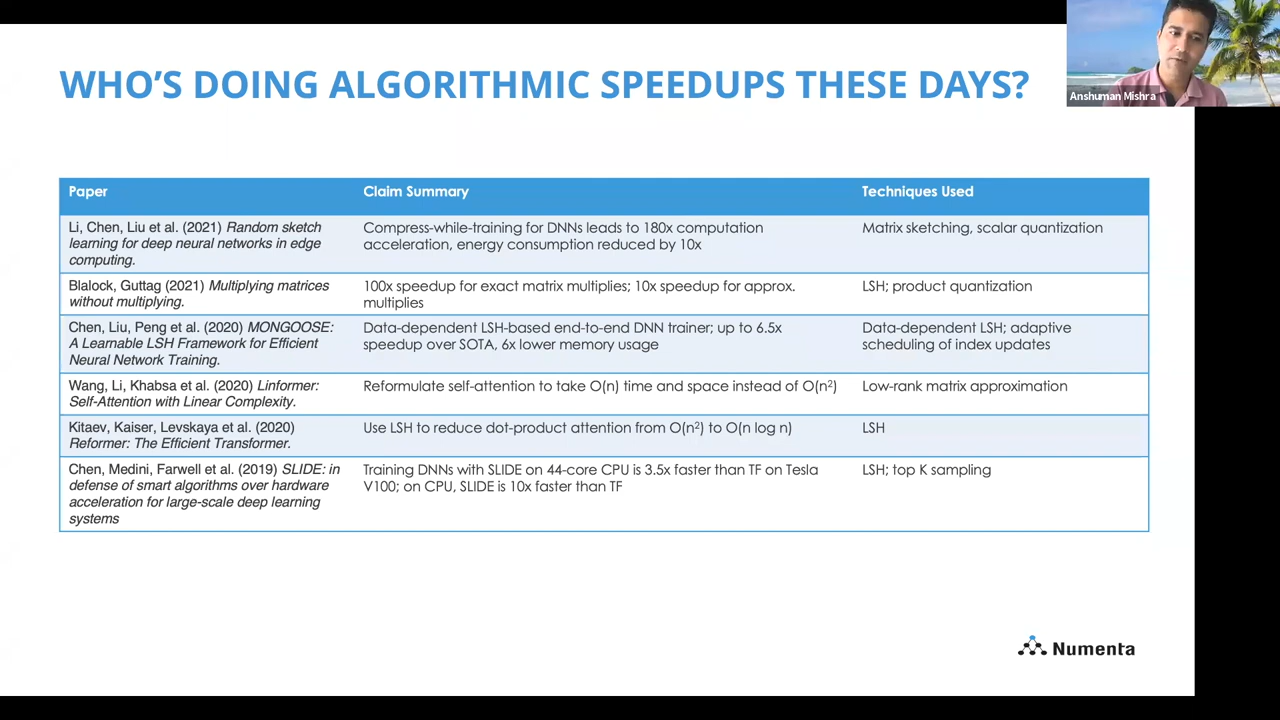 WHO'S DOING ALGORITHMIC SPEEDUPS THESE DAYS?
Anshuman Mishra
Paper
Claim Summary
Techniques Used
Li, Chen, Liu et al. (2021) Random sketch
learning for deep neural networks in edge
computing.
Compress-while-training for DNNs leads to 180x computation
acceleration, energy consumption reduced by 10x
Matrix sketching, scalar quantization
Blalock, Guttag (2021) Multiplying matrices
without multiplying.
100x speedup for exact matrix multiplies; 10x speedup for approx.
multiplies
LSH; product quantization
Chen, Liu, Peng et al. (2020) MONGOOSE:
A Learnable LSH Framework for Efficient
Neural Network Training.
Data-dependent LSH-based end-to-end DNN trainer; up to 6.5x
speedup over SOTA, 6x lower memory usage
Data-dependent LSH; adaptive
scheduling of index updates
Wang, Li, Khabsa et al. (2020) Linformer:
Self-Attention with Linear Complexity.
Reformulate self-attention to take O(n) time and space instead of O(n²)
Low-rank matrix approximation
Kitaev, Kaiser, Levskaya et al. (2020)
Reformer: The Efficient Transformer.
Use LSH to reduce dot-product attention from O(n²) to O(n log n)
LSH
Chen, Medini, Farwell et al. (2019) SLIDE: in
defense of smart algorithms over hardware
acceleration for large-scale deep learning
systems
Training DNNs with SLIDE on 44-core CPU is 3.5x faster than TF on Tesla
V100; on CPU, SLIDE is 10x faster than TF
LSH; top K sampling
Numenta